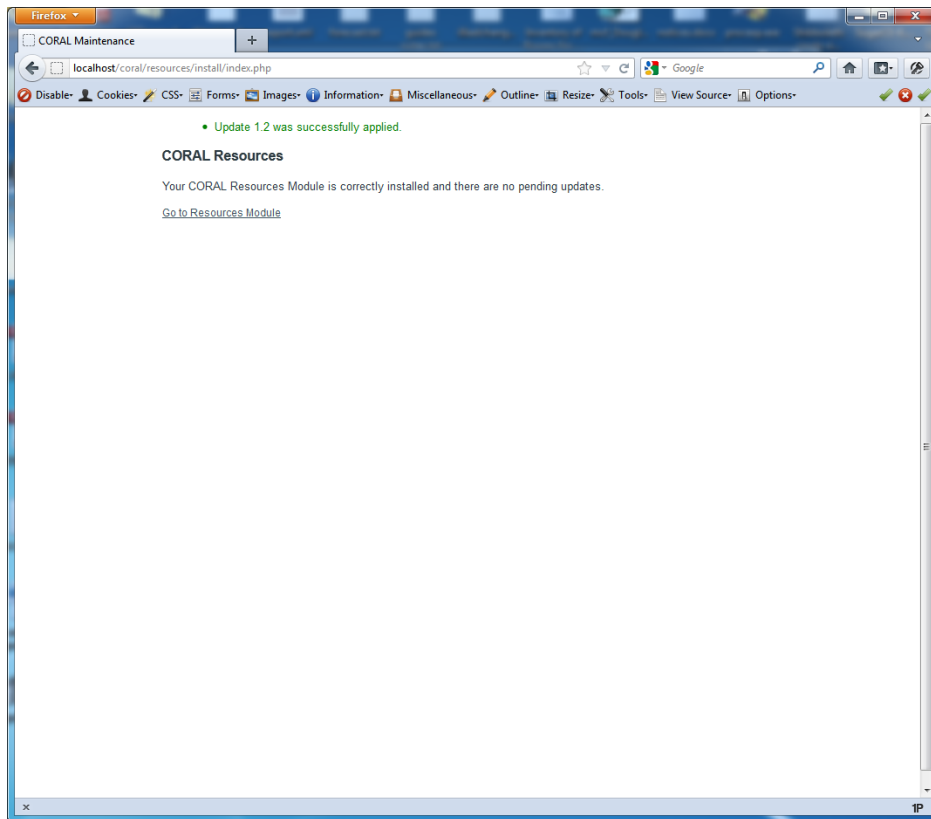 Firefox
CORAL Maintenance
localhost/coral/resources/install/index.php
Google
Disable Cookies CSS Forms Images Information Miscellaneous Outline Resize Tools View Source Options
Update 1.2 was successfully applied.
CORAL Resources
Your CORAL Resources Module is correctly installed and there are no pending updates.
Go to Resources Module
1P